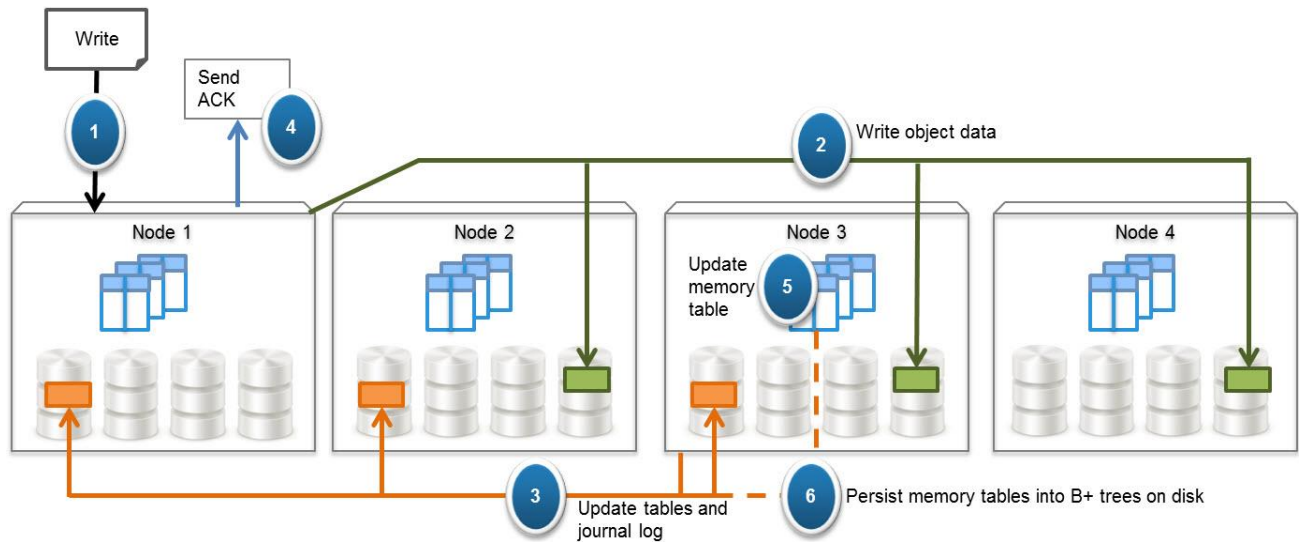 Write
1
Send
ACK
4
2
Write object data
Node 1
Node 2
Node 3
Node 4
Update
memory
table
5
3
Update tables and
journal log
6
Persist memory tables into B+ trees on disk